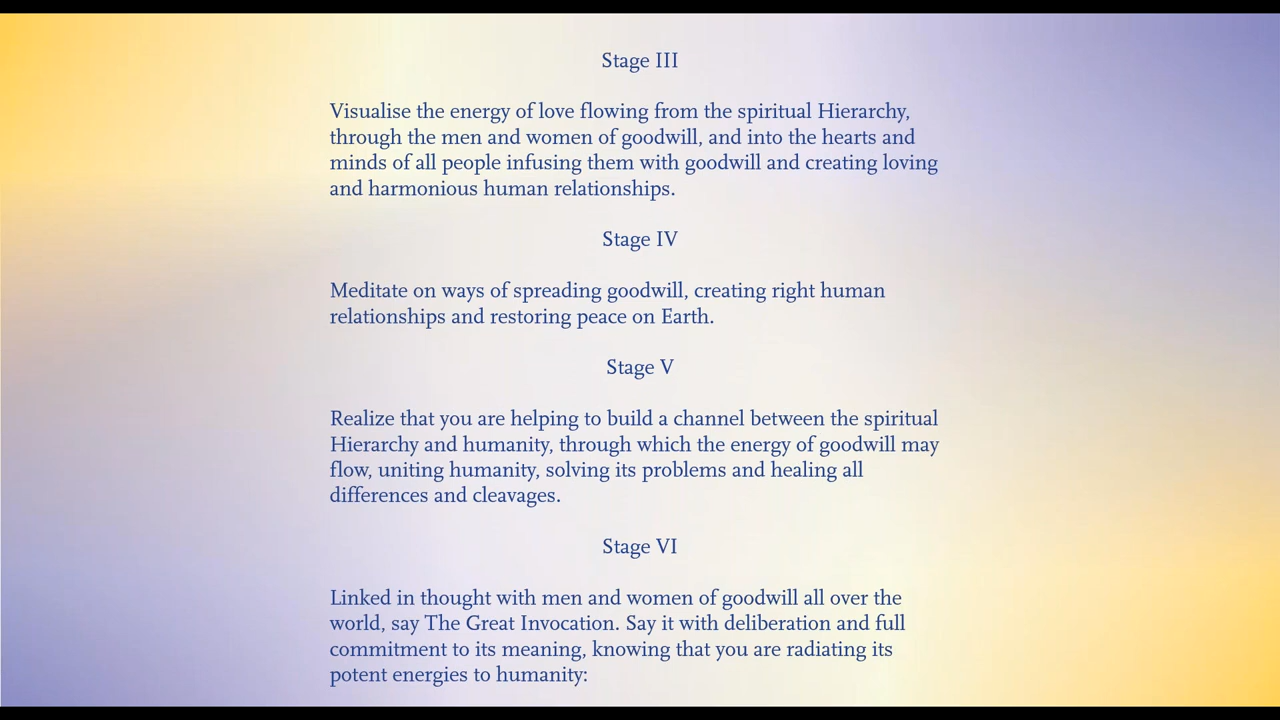 Stage III
Visualise the energy of love flowing from the spiritual Hierarchy,
through the men and women of goodwill, and into the hearts and
minds of all people infusing them with goodwill and creating loving
and harmonious human relationships.
Stage IV
Meditate on ways of spreading goodwill, creating right human
relationships and restoring peace on Earth.
Stage V
Realize that you are helping to build a channel between the spiritual
Hierarchy and humanity, through which the energy of goodwill may
flow, uniting humanity, solving its problems and healing all
differences and cleavages.
Stage VI
Linked in thought with men and women of goodwill all over the
world, say The Great Invocation. Say it with deliberation and full
commitment to its meaning, knowing that you are radiating its
potent energies to humanity: